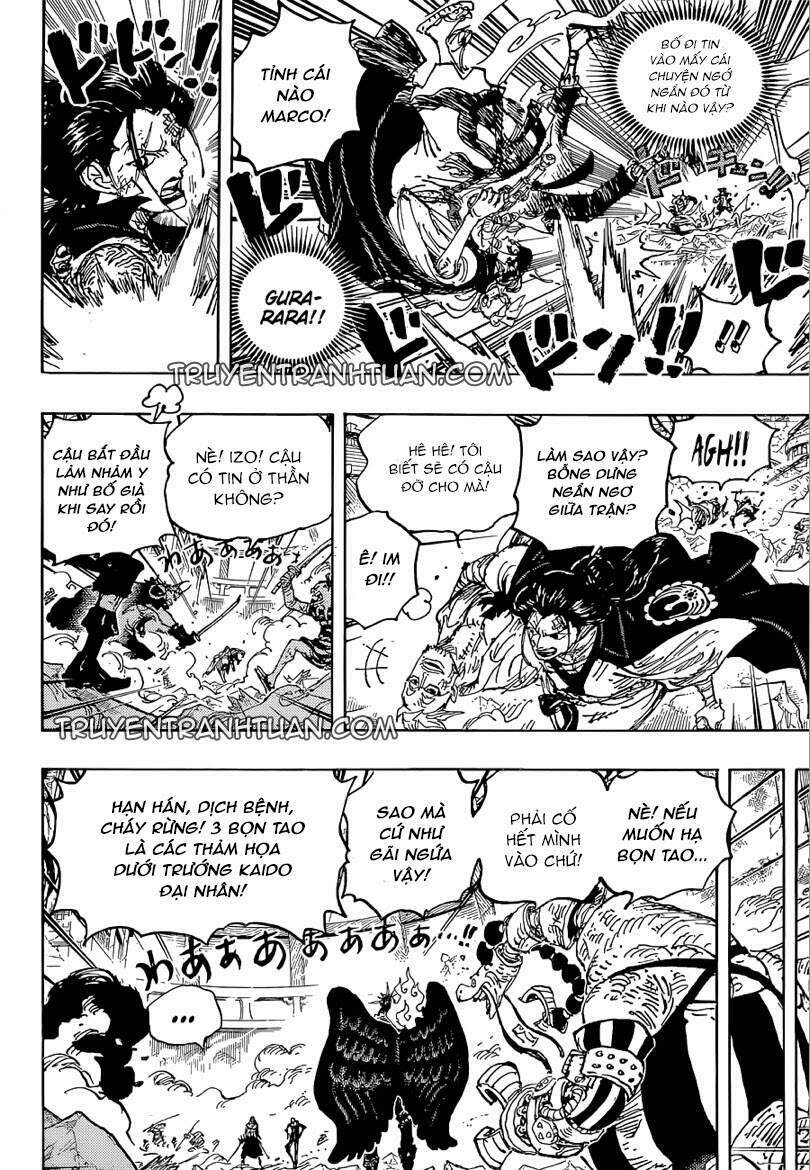 BỐ ĐI TIN
VÀO MẤY CÁI
CHUYỆN NGỚ
NGẨN ĐÓ TỪ
KHI NÀO VẬY?
TỈNH CÁI
NÀO
MARCO!
GURA-
RARA!!
ドドン!
ドキュン!!
ドドン!!
TRUYENTRANHTUAN.COM
AGH!!
LÀM SAO VẬY?
BỖNG DƯNG
NGẨN NGƠ
GIỮA TRẬN?
HÊ HÊ! TÔI
BIẾT SẼ CÓ CẬU
ĐỠ CHO MÀ!
Ê! IM
ĐI!!
NÈ! IZO! CẬU
CÓ TIN Ở THẦN
KHÔNG?
CẬU BẮT ĐẦU
LẢM NHẢM Y
NHƯ BỐ GIÀ
KHI SAY RỒI
ĐÓ!
わあああああ
TRUYENTRANHTUAN.COM
NÈ! NẾU
MUỐN HẠ
BỌN TAO...
PHẢI CỐ
HẾT MÌNH
VÀO CHỨ!
SAO MÀ
CỨ NHƯ
GÃI NGỨA
VẬY!
HẠN HÁN, DỊCH BỆNH,
CHÁY RỪNG! 3 BỌN TAO
LÀ CÁC THẢM HỌA
DƯỚI TRƯỚNG KAIDO
ĐẠI NHÂN!
わああああああぁ…!!
...